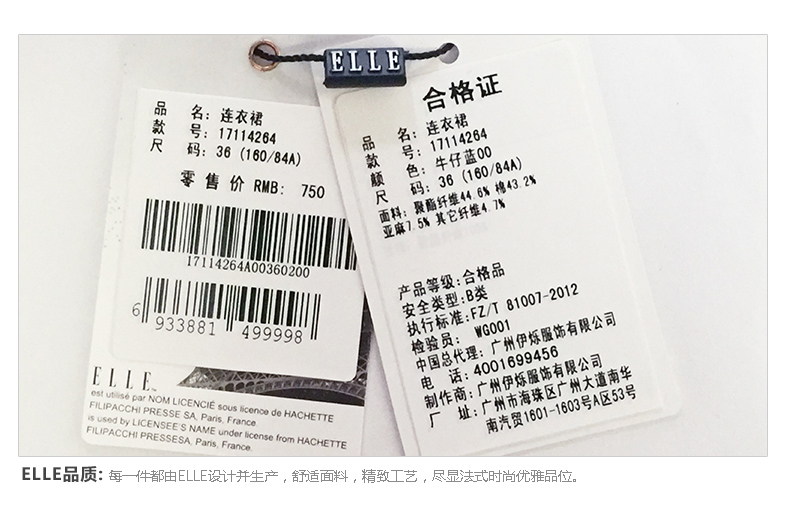 ELLE
品 名: 连衣裙
款 号: 17114264
尺 码: 36 (160/84A)
零 售 价 RMB: 750
17114264A00360200
6 933881 499998
ELLE
est utilisé par NOM LICENCIÉ sous licence de HACHETTE
FILIPACCHI PRESSE SA, Paris, France.
is used by LICENSEE'S NAME under license from HACHETTE
FILIPACCHI PRESSESA, Paris, France.
合格证
品 名: 连衣裙
款 号: 17114264
颜 色: 牛仔蓝00
尺 码: 36 (160/84A)
面料: 聚酯纤维44.6% 棉43.2%
亚麻7.5% 其它纤维4.7%
产品等级:合格品
安全类型:B类
执行标准:FZ/T 81007-2012
检验员: WG001
中国总代理: 广州伊烁服饰有限公司
电 话: 4001699456
制作商: 广州伊烁服饰有限公司
厂 址: 广州市海珠区广州大道南华
南汽贸1601-1603号A区53号
ELLE品质: 每一件都由ELLE设计并生产，舒适面料，精致工艺，尽显法式时尚优雅品位。